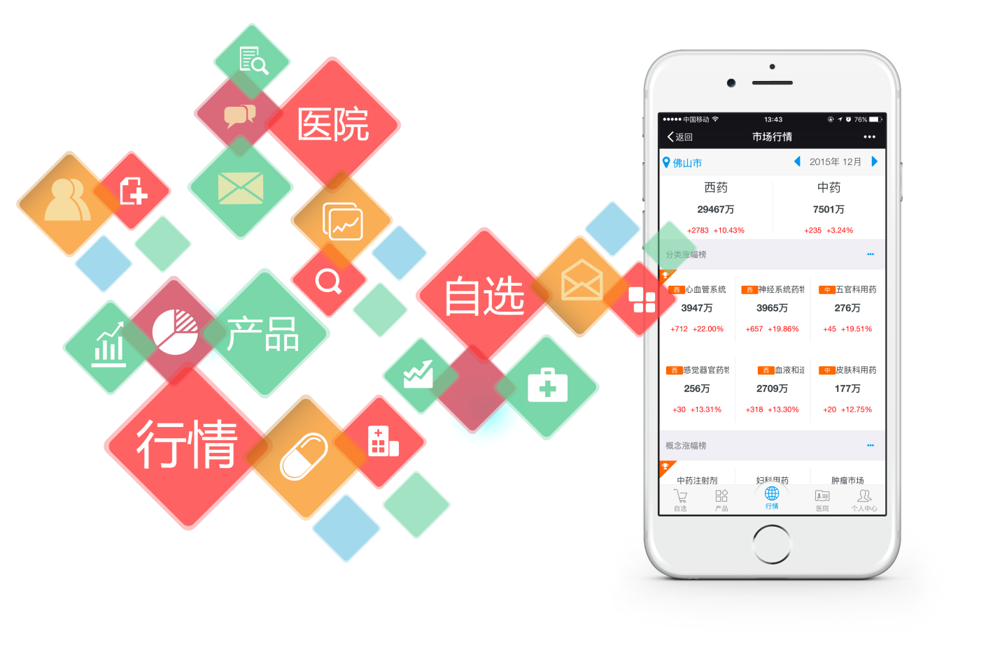 医院
自选
产品
行情
中国移动 13:43 76%
返回 市场行情
佛山市 2015年 12月
西药 中药
29467万 7501万
+2783 +10.43% +235 +3.24%
分类涨幅榜
西 心血管系统 西 神经系统药 中 五官科用药
3947万 3965万 276万
+712 +22.00% +657 +19.86% +45 +19.51%
西 感觉器官药 西 血液和 中 皮肤科用药
256万 2709万 177万
+30 +13.31% +318 +13.30% +20 +12.75%
概念涨幅榜
中药注射剂 妇科用药 肿瘤市场
自选 产品 行情 医院 个人中心